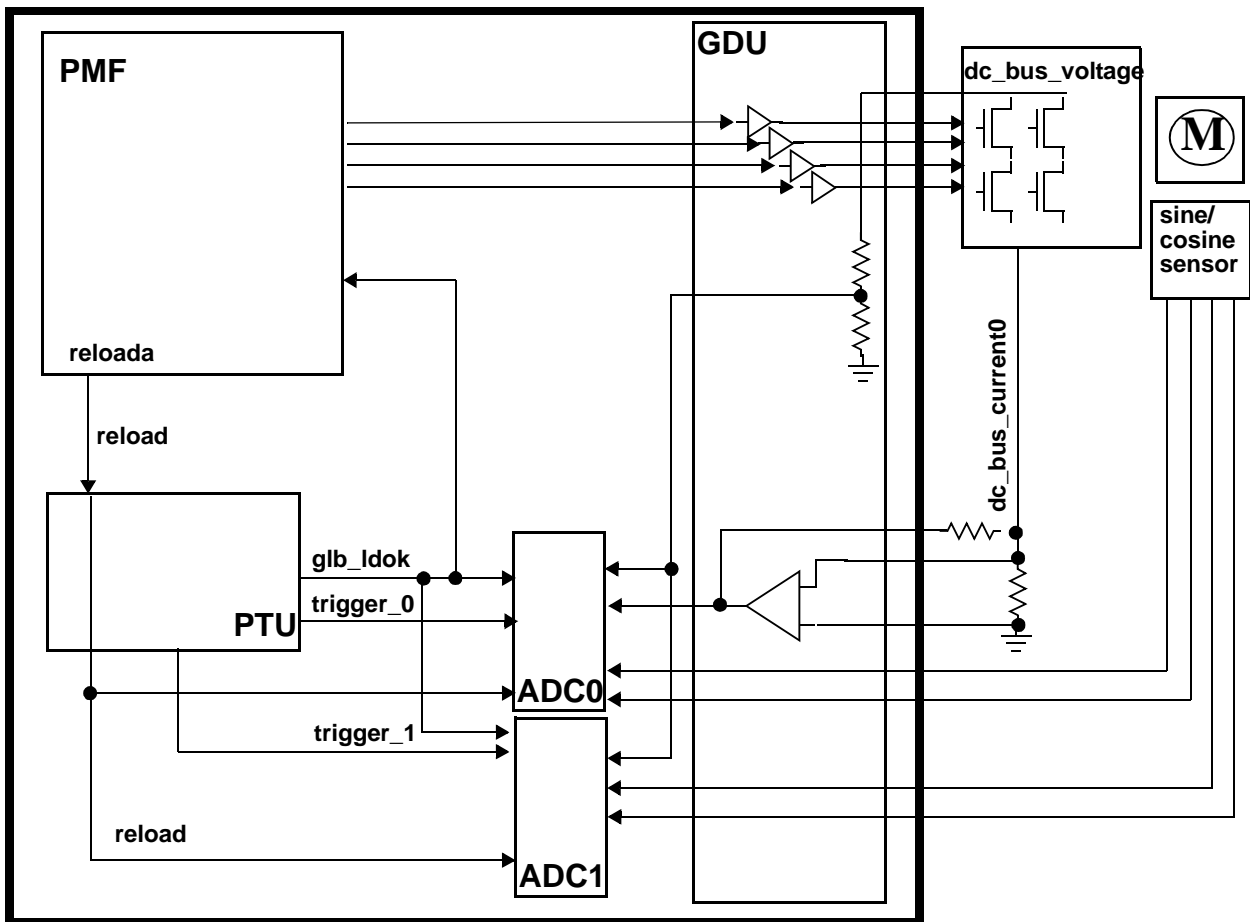 GDU
PMF
dc_bus_voltage
M
sine/
cosine
sensor
reloada
dc_bus_current0
reload
glb_ldok
trigger_0
PTU
ADC0
trigger_1
reload
ADC1